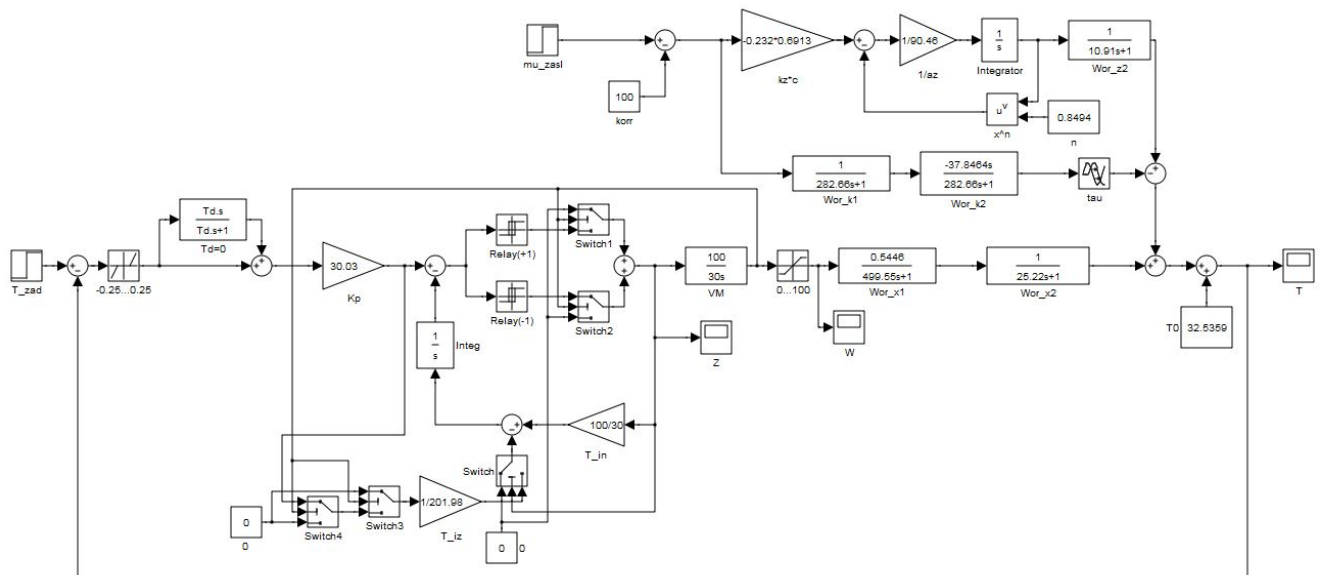 mu_zasl
100
korr
-0.232*0.6913
kz*c
1/90.46
1/az
1
s
Integrator
1
10.91s+1
Wor_z2
u^v
x^n
0.8494
n
1
282.66s+1
Wor_k1
-37.8464s
282.66s+1
Wor_k2
tau
T_zad
-0.25...0.25
Td.s
Td.s+1
Td=0
30.03
Kp
Relay(+1)
Relay(-1)
Switch1
Switch2
100
30s
VM
0...100
0.5446
499.55s+1
Wor_x1
1
25.22s+1
Wor_x2
T
T0
32.5359
W
Z
1
s
Integ
100/30
T_in
Switch
0
0
Switch4
Switch3
1/201.98
T_iz
0
0